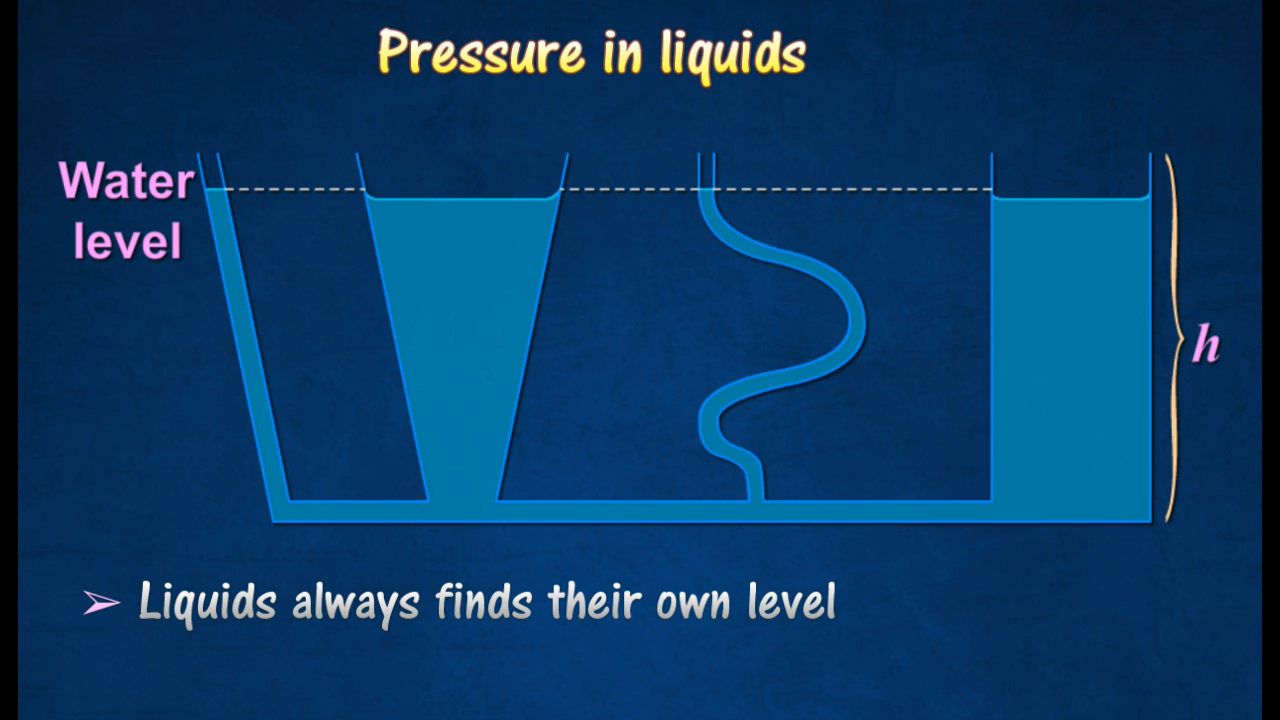 Pressure in liquids
Water
level
h
➢ Liquids always finds their own level